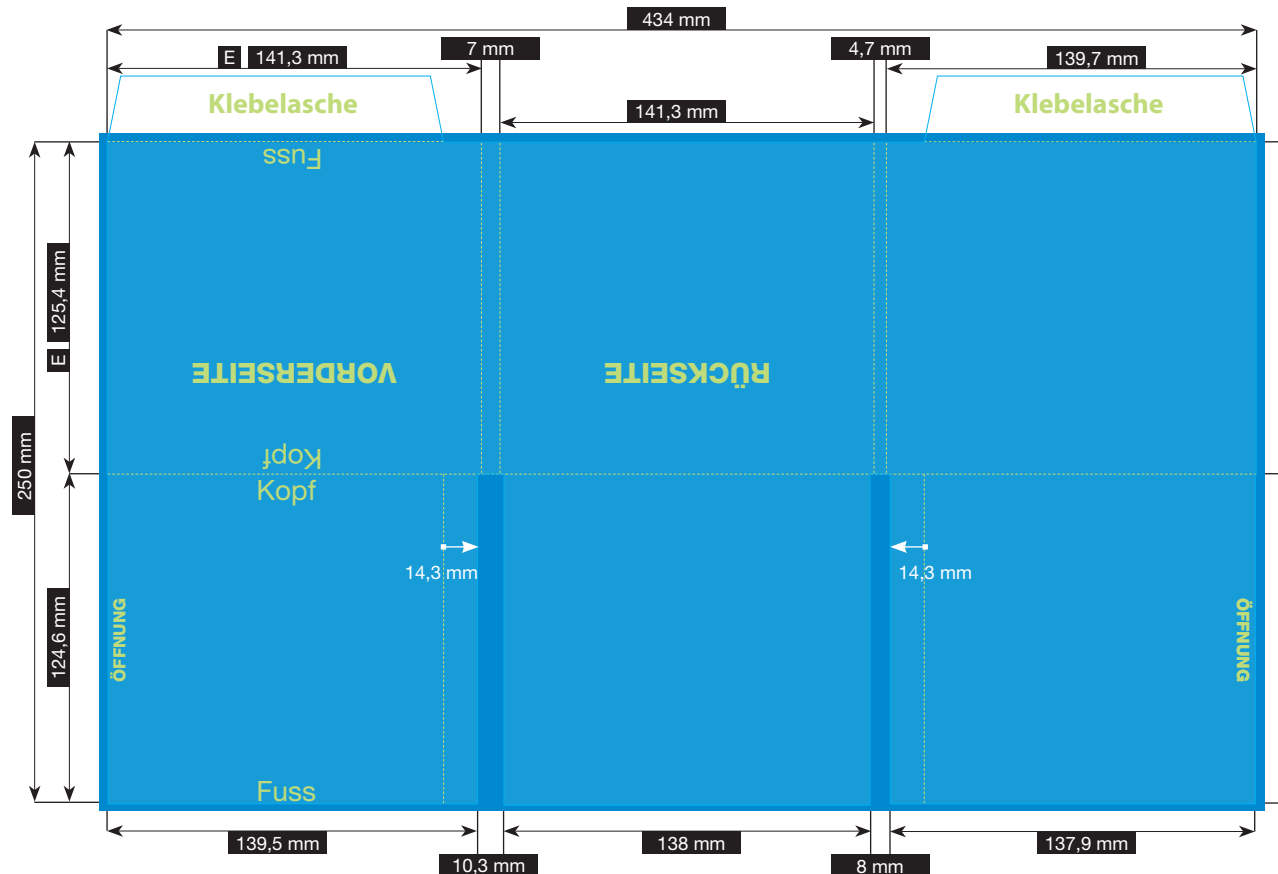 434 mm
7 mm
4,7 mm
E 141,3 mm
139,7 mm
Klebelasche
Klebelasche
141,3 mm
Fuss
E 125,4 mm
VORDERSEITE
RÜCKSEITE
250 mm
Kopf
Kopf
14,3 mm
14,3 mm
124,6 mm
ÖFFNUNG
ÖFFNUNG
Fuss
139,5 mm
138 mm
137,9 mm
10,3 mm
8 mm